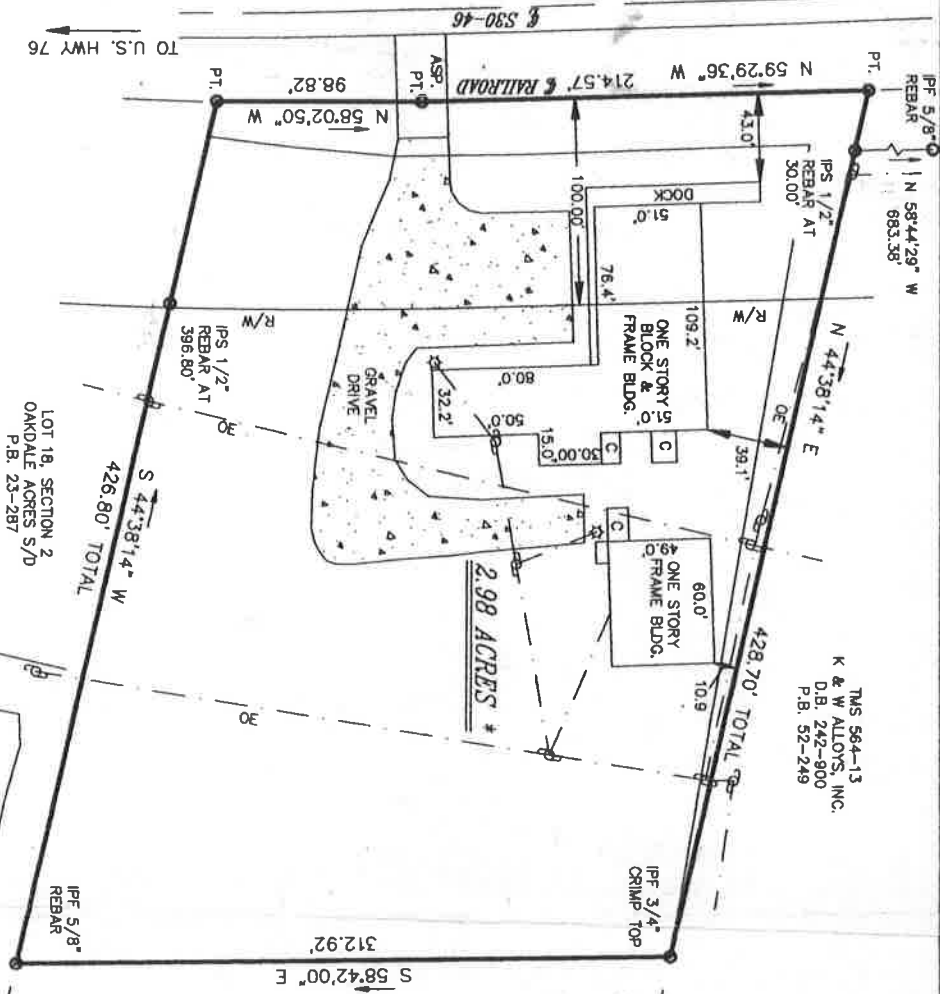 ₵ S30-46
TO U.S. HWY 76
ASP.
PT.
98.82'
N 58°02'50" W
PT.
₵ RAILROAD
214.57'
N 59°29'36" W
PT.
IPF 5/8"
REBAR
N 58°44'29" W
683.38'
43.0'
IPS 1/2"
REBAR AT
30.00'
100.00'
DOCK
51.0'
76.4'
109.2'
R/W
R/W
ONE STORY
BLOCK &
FRAME BLDG.
51.0'
C
C
80.0'
32.2'
50.0'
15.0'
30.00'
39.1'
OE
N 44°38'14" E
428.70' TOTAL
IPS 1/2"
REBAR AT
396.80'
GRAVEL
DRIVE
OE
C
49.0'
ONE STORY
FRAME BLDG.
60.0'
10.9
2.98 ACRES *
TMS 564-13
K & W ALLOYS, INC.
D.B. 242-900
P.B. 52-249
S 44°38'14" W
426.80' TOTAL
LOT 18, SECTION 2
OAKDALE ACRES S/D
P.B. 23-287
OE
IPF 3/4"
CRIMP TOP
IPF 5/8"
REBAR
312.92'
S 58°42'00" E